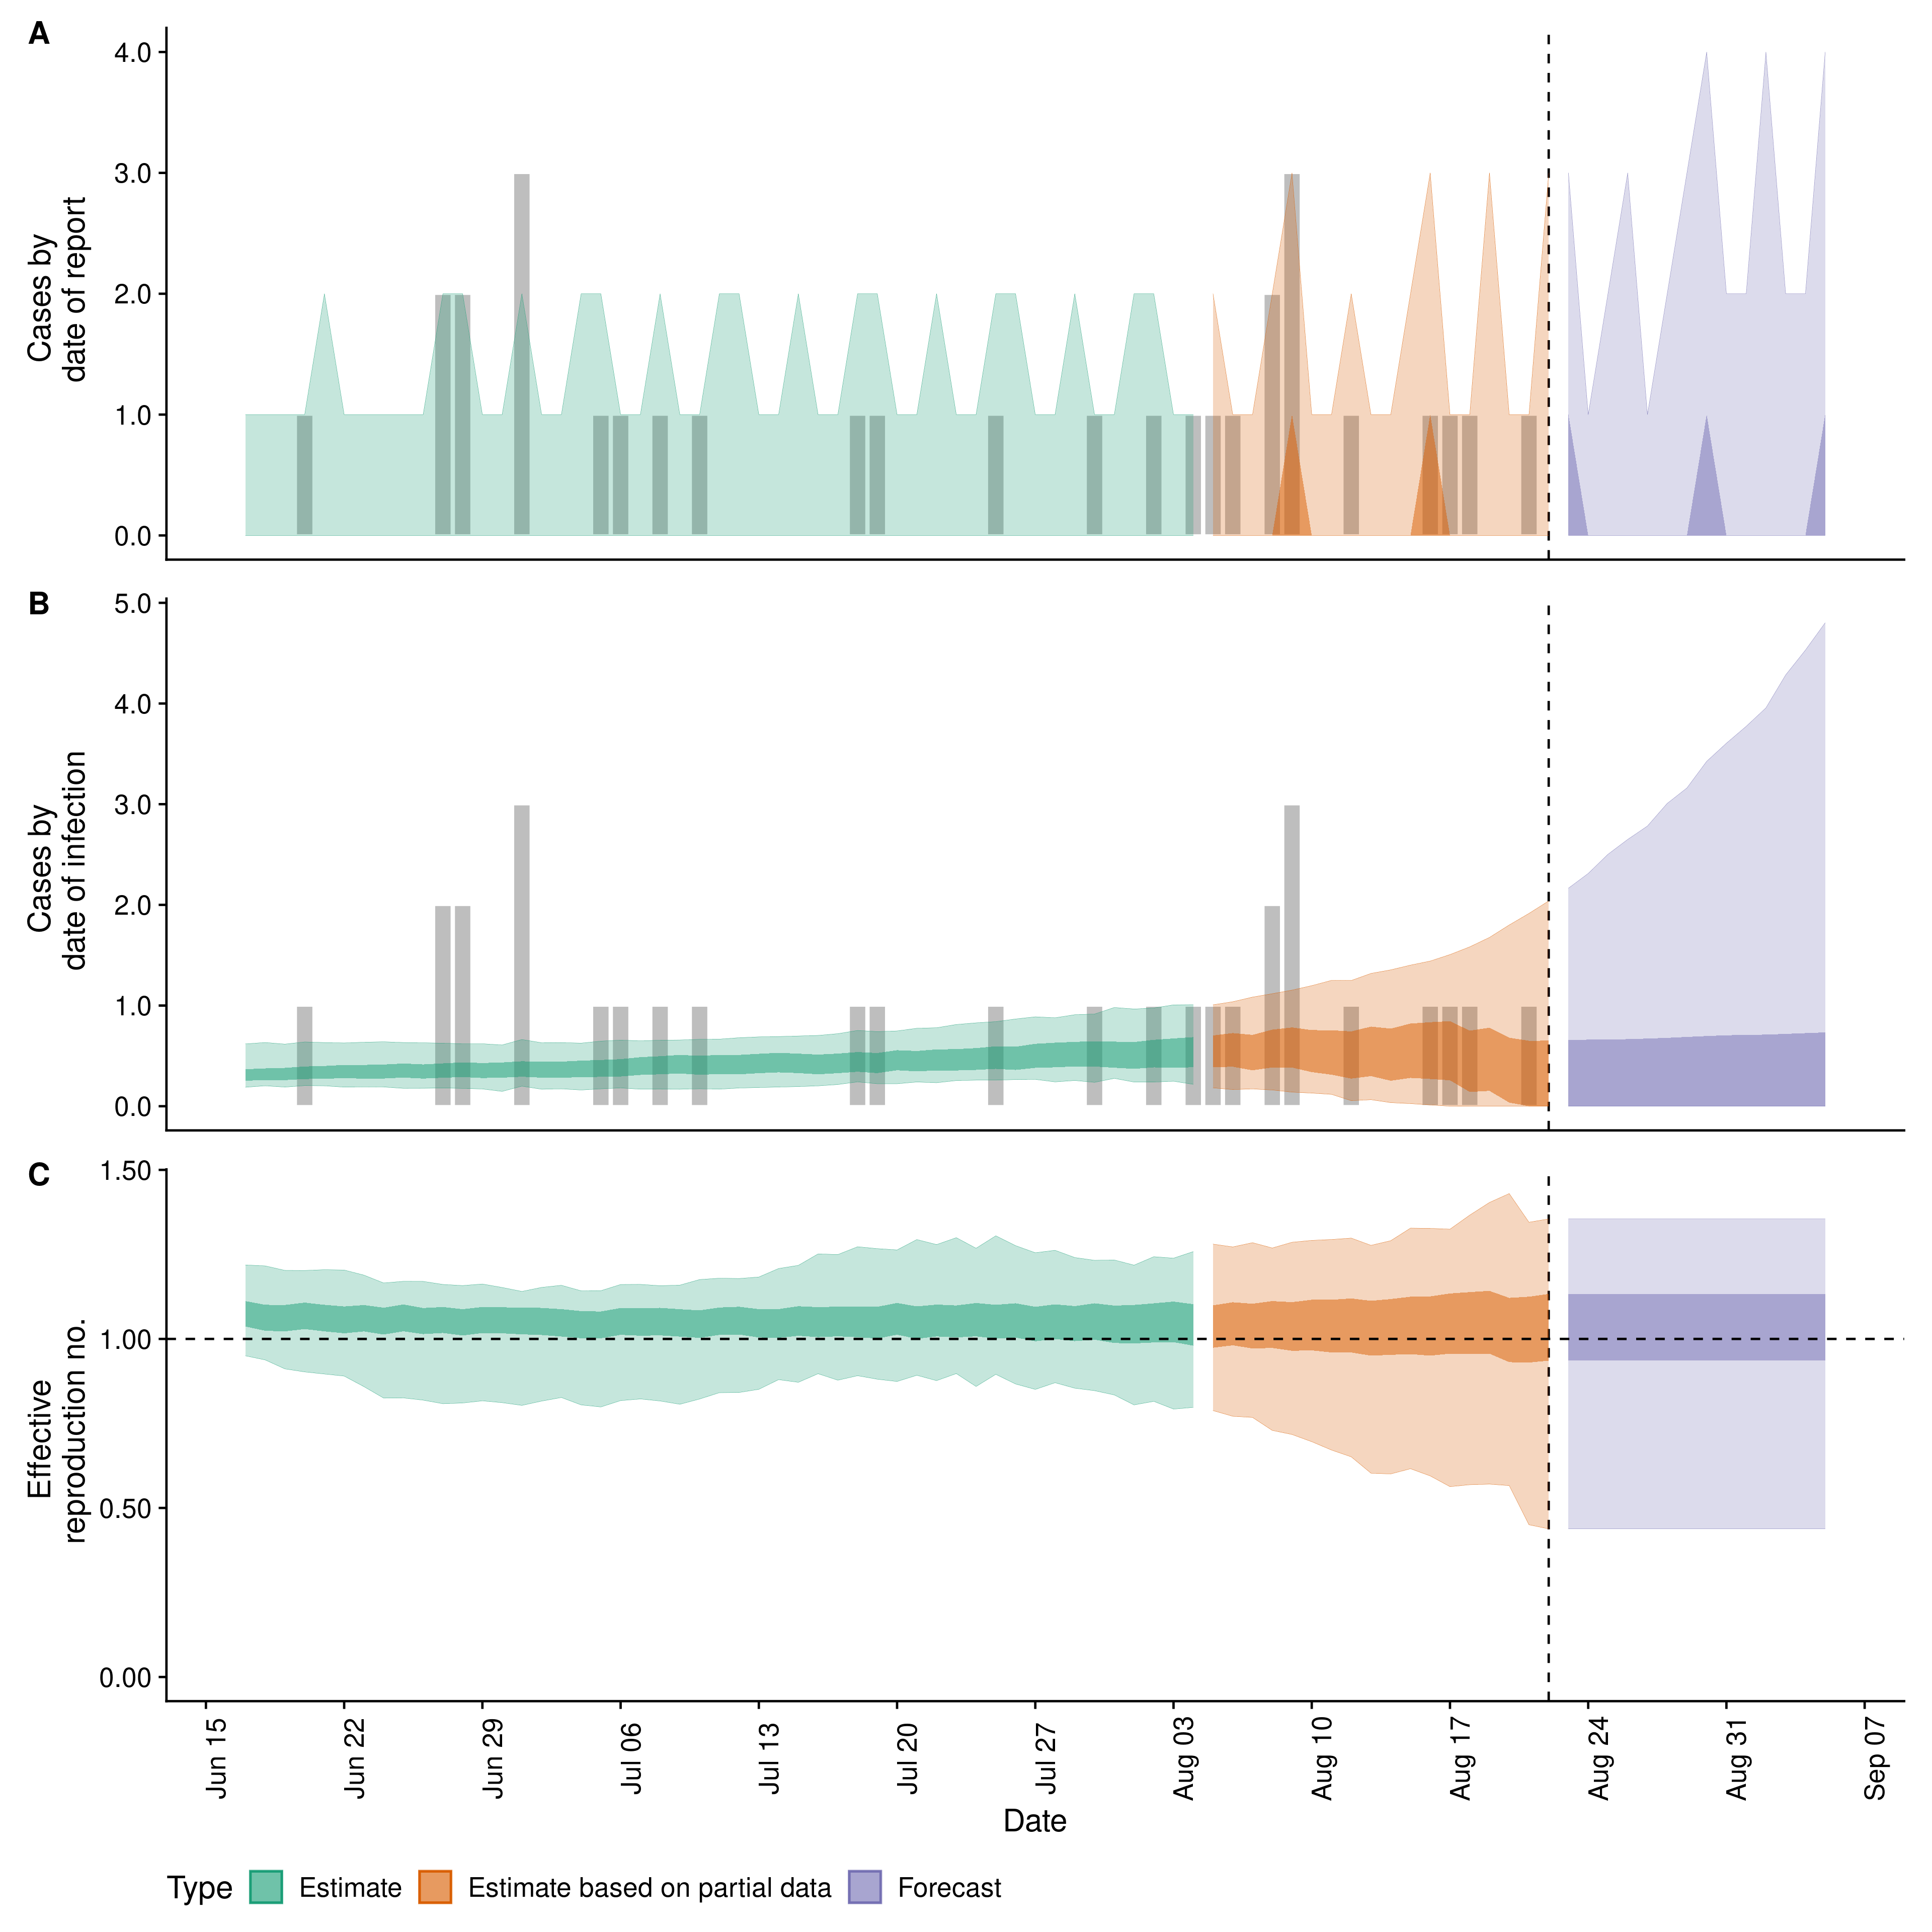 A
Cases by
date of report
4.0
3.0
2.0
1.0
0.0
B
Cases by
date of infection
5.0
4.0
3.0
2.0
1.0
0.0
C
Effective
reproduction no.
1.50
1.00
0.50
0.00
Jun 15
Jun 22
Jun 29
Jul 06
Jul 13
Jul 20
Jul 27
Aug 03
Aug 10
Aug 17
Aug 24
Aug 31
Sep 07
Date
Type Estimate Estimate based on partial data Forecast